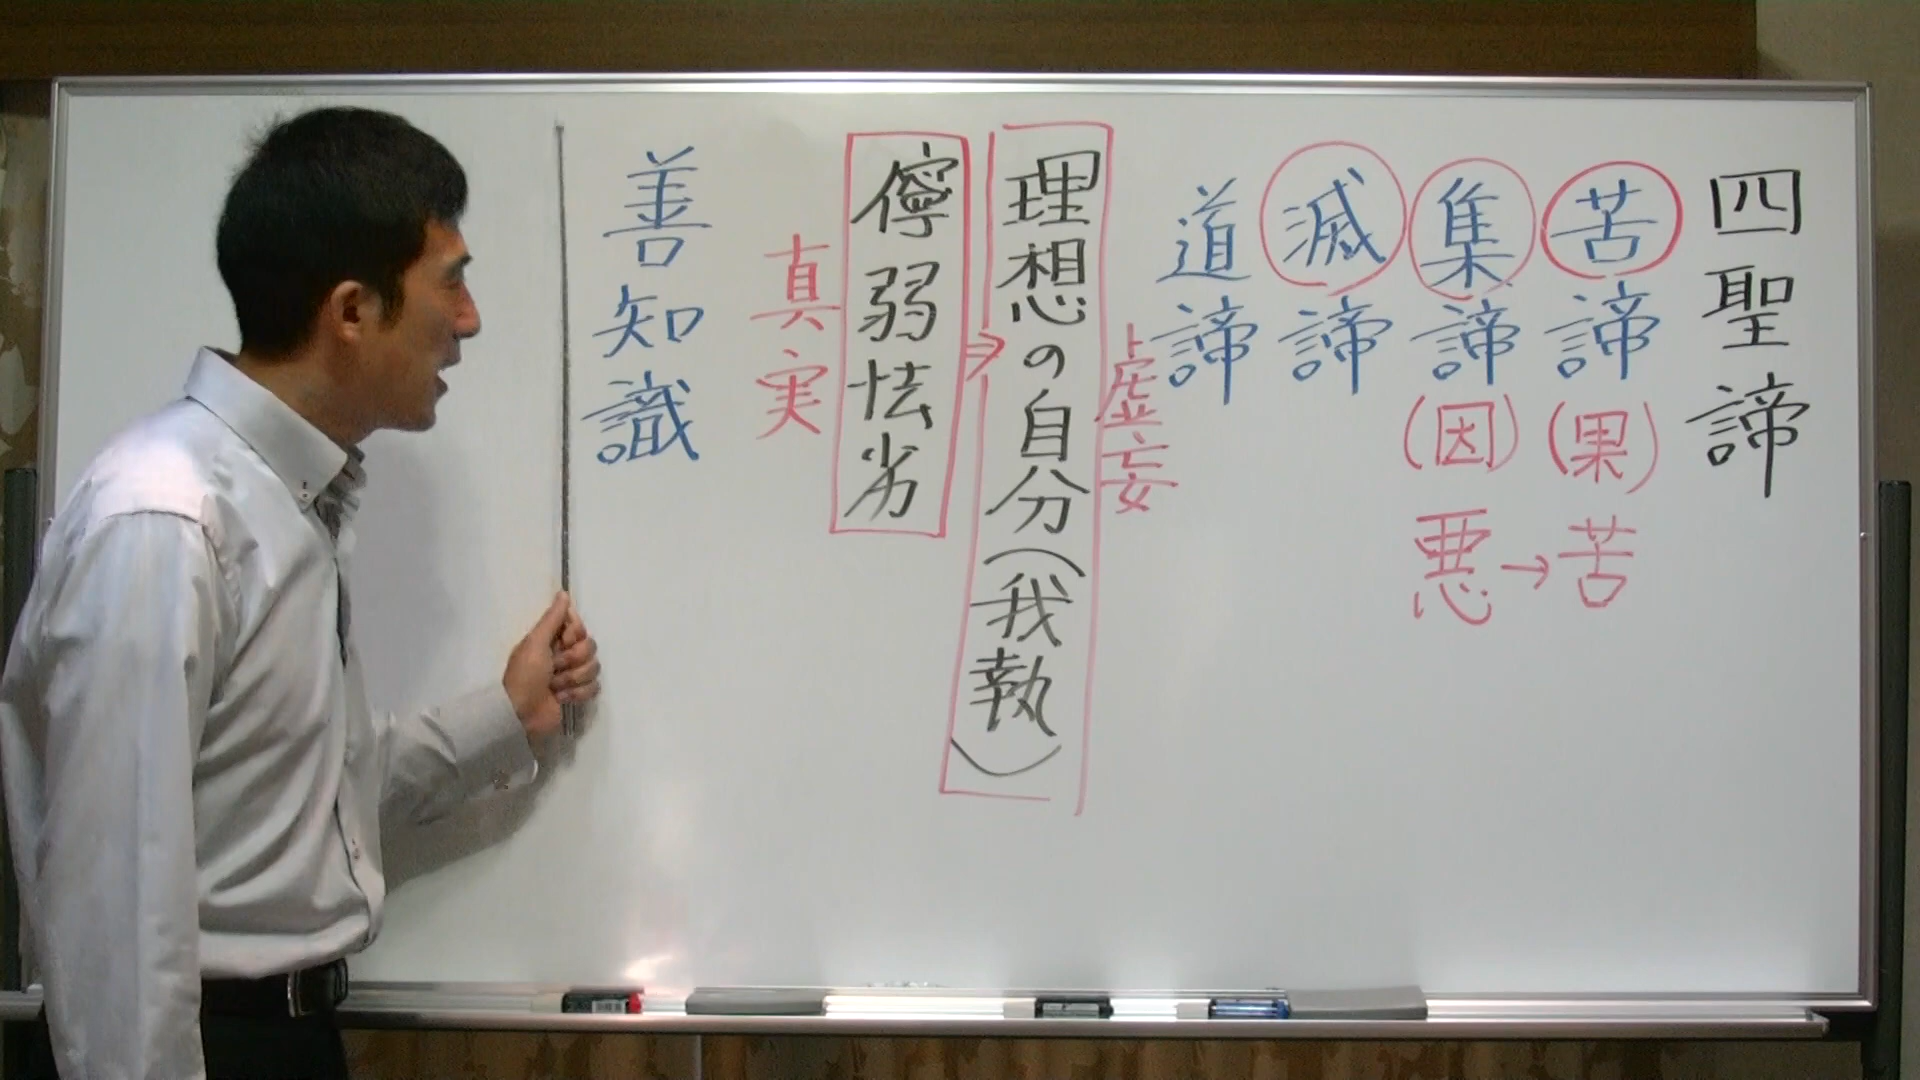 四聖諦
苦諦
(果)
苦
集諦
(因)
悪→
滅諦
道諦
虚妄
理想の自分(我執)
⇒
儜弱怯劣
真実
善知識